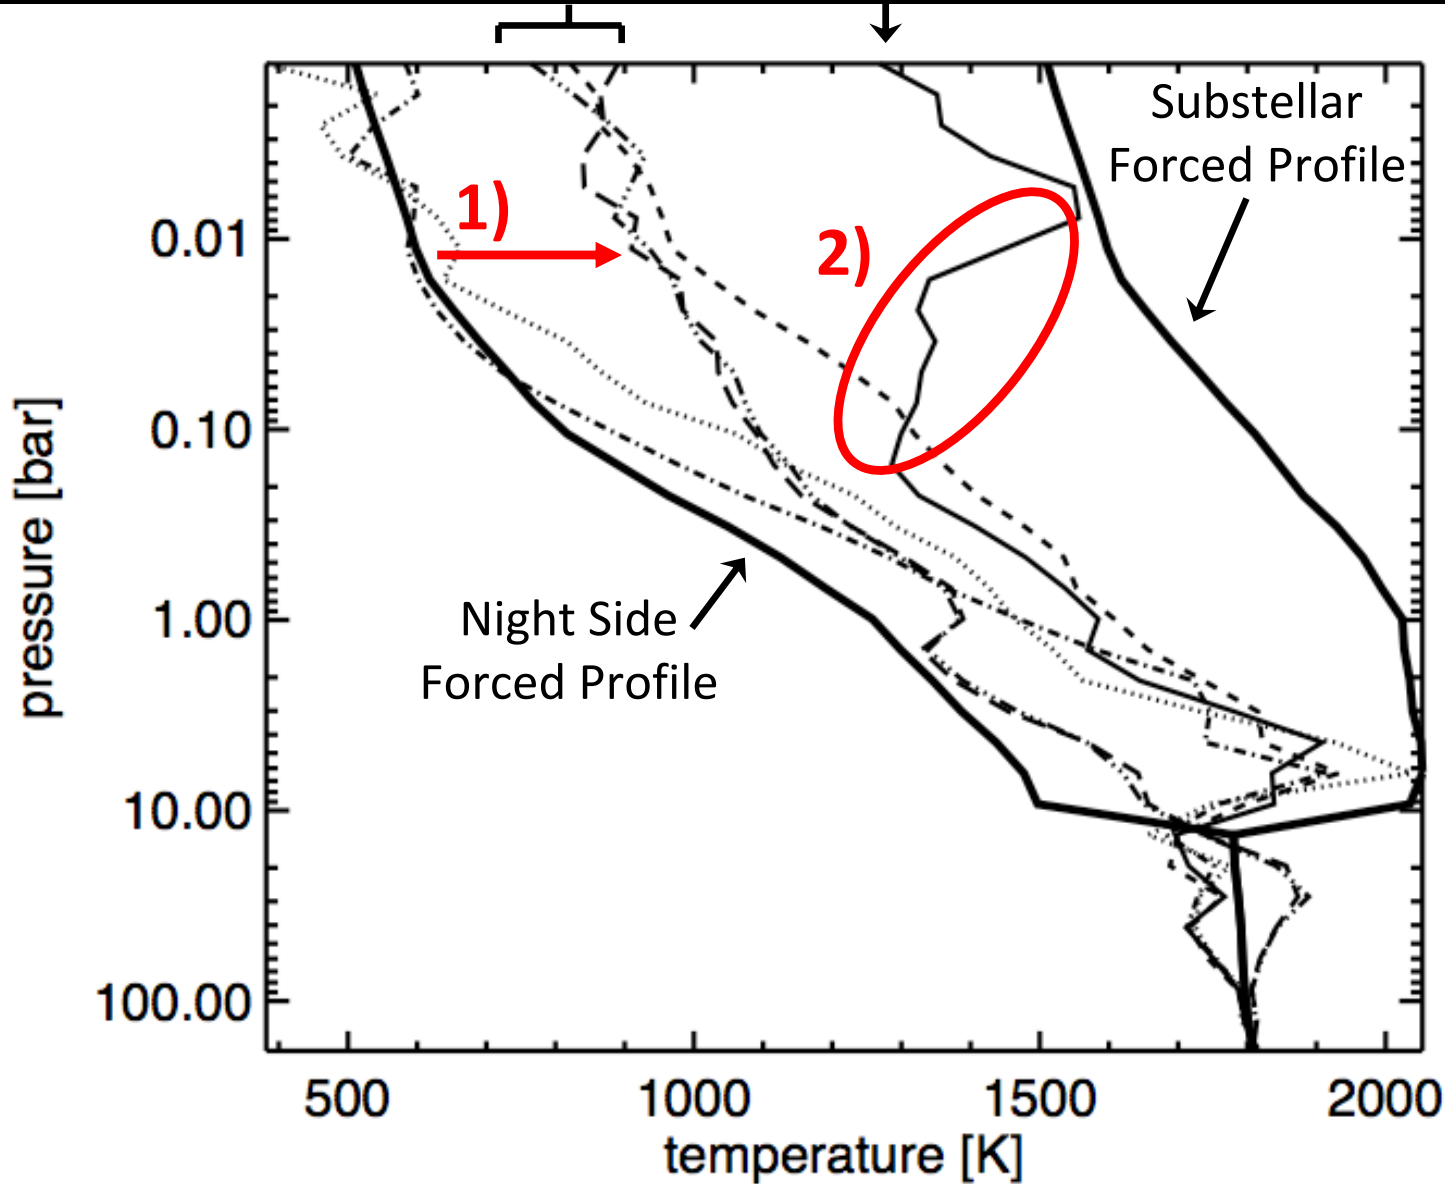 Substellar
Forced Profile
1)
2)
0.01
0.10
1.00
10.00
100.00
pressure [bar]
Night Side
Forced Profile
500
1000
1500
2000
temperature [K]